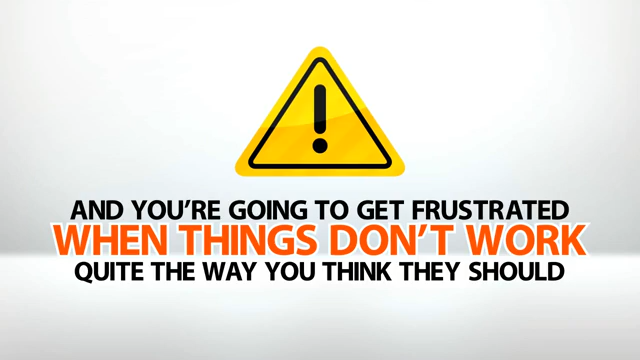 AND YOU'RE GOING TO GET FRUSTRATED
WHEN THINGS DON'T WORK
QUITE THE WAY YOU THINK THEY SHOULD